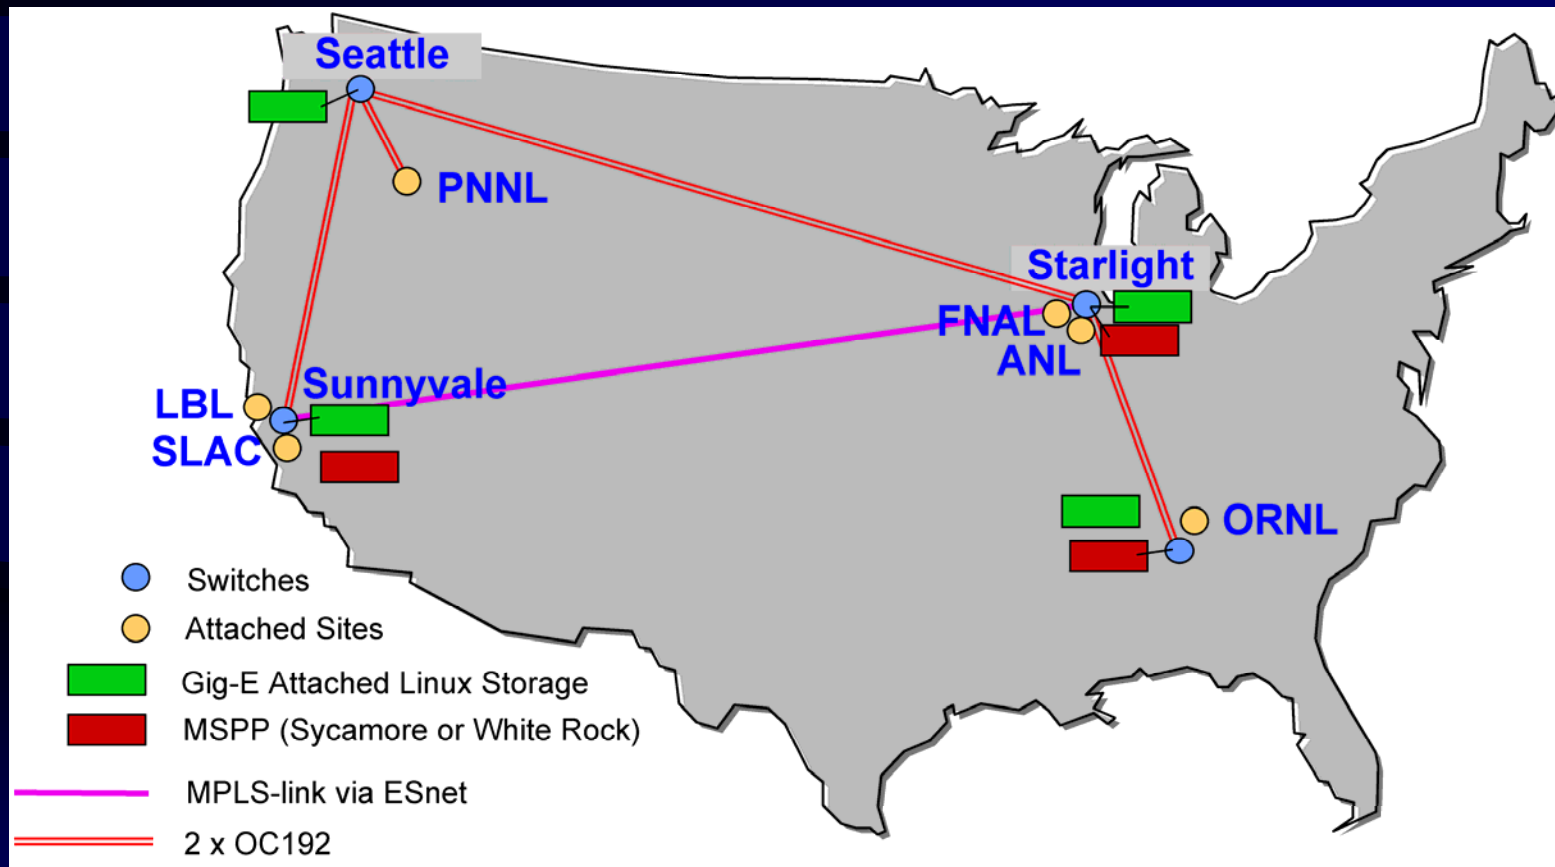 Seattle
PNNL
Starlight
FNAL
ANL
Sunnyvale
LBL
SLAC
ORNL
Switches
Attached Sites
Gig-E Attached Linux Storage
MSPP (Sycamore or White Rock)
MPLS-link via ESnet
2 x OC192